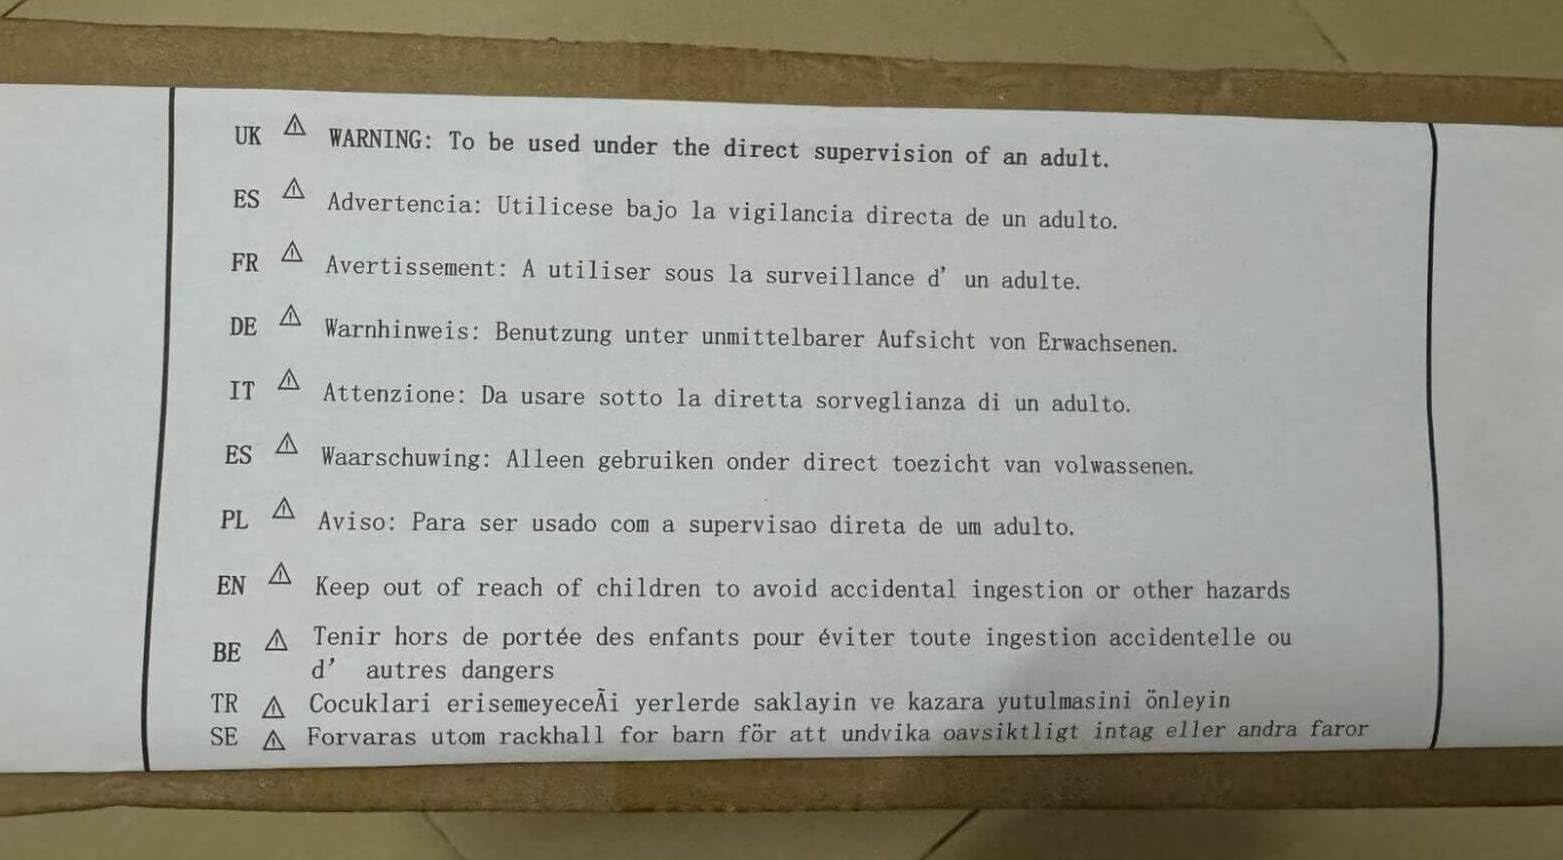 UK ⚠ WARNING: To be used under the direct supervision of an adult.
ES ⚠ Advertencia: Utilicese bajo la vigilancia directa de un adulto.
FR ⚠ Avertissement: A utiliser sous la surveillance d’ un adulte.
DE ⚠ Warnhinweis: Benutzung unter unmittelbarer Aufsicht von Erwachsenen.
IT ⚠ Attenzione: Da usare sotto la diretta sorveglianza di un adulto.
ES ⚠ Waarschuwing: Alleen gebruiken onder direct toezicht van volwassenen.
PL ⚠ Aviso: Para ser usado com a supervisao direta de um adulto.
EN ⚠ Keep out of reach of children to avoid accidental ingestion or other hazards
BE ⚠ Tenir hors de portée des enfants pour éviter toute ingestion accidentelle ou
d’ autres dangers
TR ⚠ Cocuklari erisemeyeceÃi yerlerde saklayin ve kazara yutulmasini önleyin
SE ⚠ Forvaras utom rackhall for barn för att undvika oavsiktligt intag eller andra faror